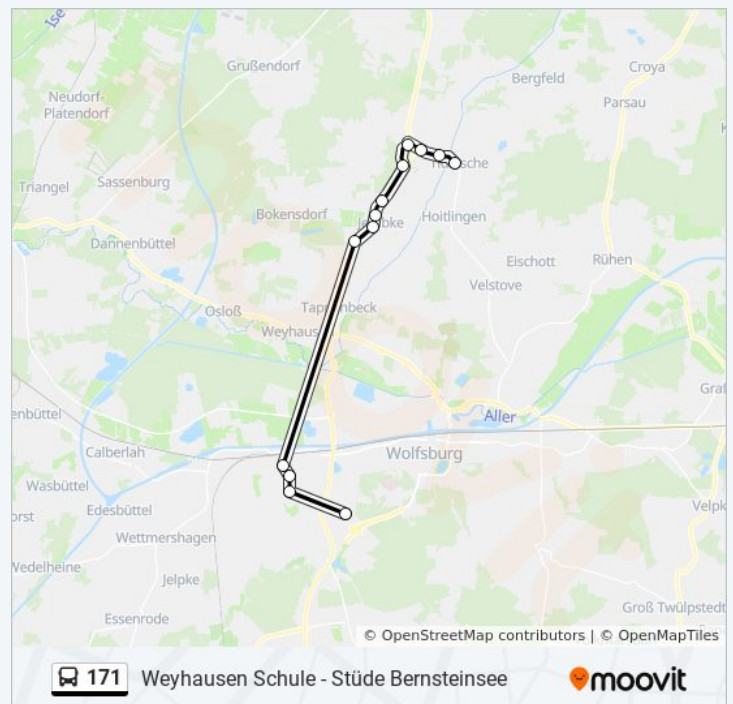 Ise
Grußendorf
Croya
Bergfeld
Neudorf-
Platendorf
Parsau
Triangel
Sassenburg
Bokensdorf
Hoitlingen
Dannenbüttel
Eischott
Rühen
Velstove
Osloß
Weyhaus
Aller
enbüttel
Graf
Calberlah
Wolfsburg
Wasbüttel
Edesbüttel
orst
Velpk
Wettmershagen
Wedelheine
Jelpke
Groß Twülpstedt
Essenrode
© OpenStreetMap contributors | © OpenMapTiles
171 Weyhausen Schule - Stüde Bernsteinsee
moovit